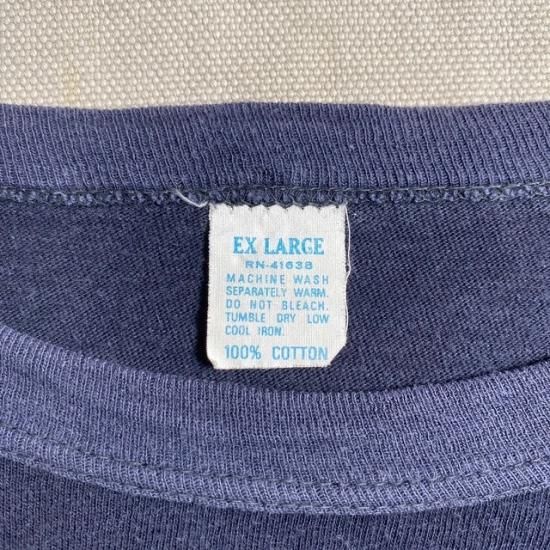 EX LARGE
RN-41638
MACHINE WASH
SEPARATELY WARM.
DO NOT BLEACH.
TUMBLE DRY LOW
COOL IRON.
100% COTTON